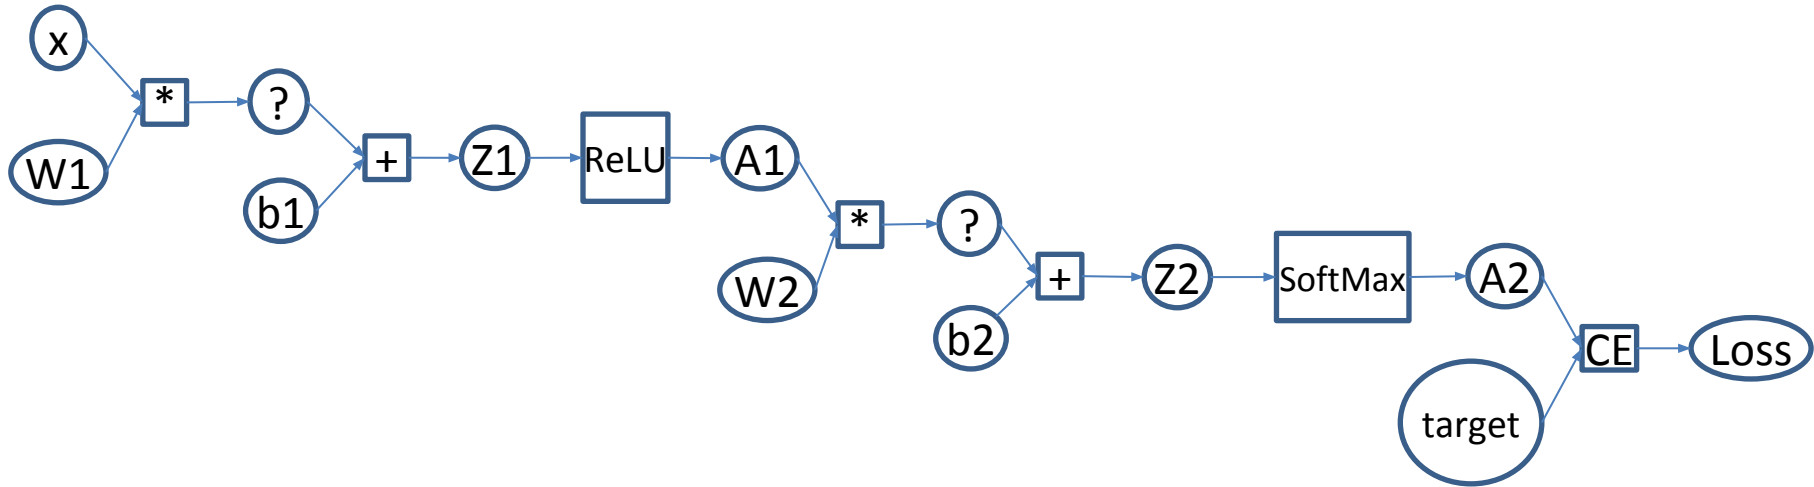 x
*
?
W1
+
b1
Z1
ReLU
A1
*
?
W2
+
b2
Z2
SoftMax
A2
CE
Loss
target